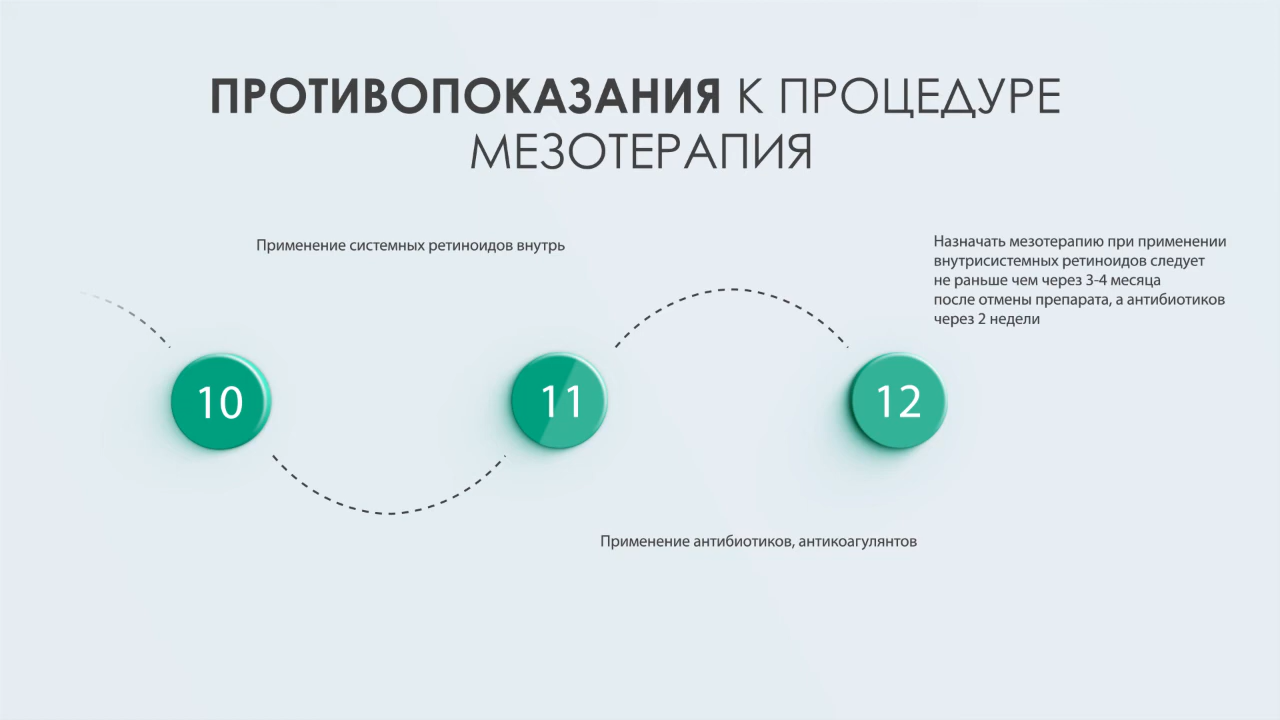 ПРОТИВОПОКАЗАНИЯ К ПРОЦЕДУРЕ
МЕЗОТЕРАПИЯ
10
Применение системных ретиноидов внутрь
11
Применение антибиотиков, антикоагулянтов
12
Назначать мезотерапию при применении
внутрисистемных ретиноидов следует
не раньше чем через 3-4 месяца
после отмены препарата, а антибиотиков
через 2 недели